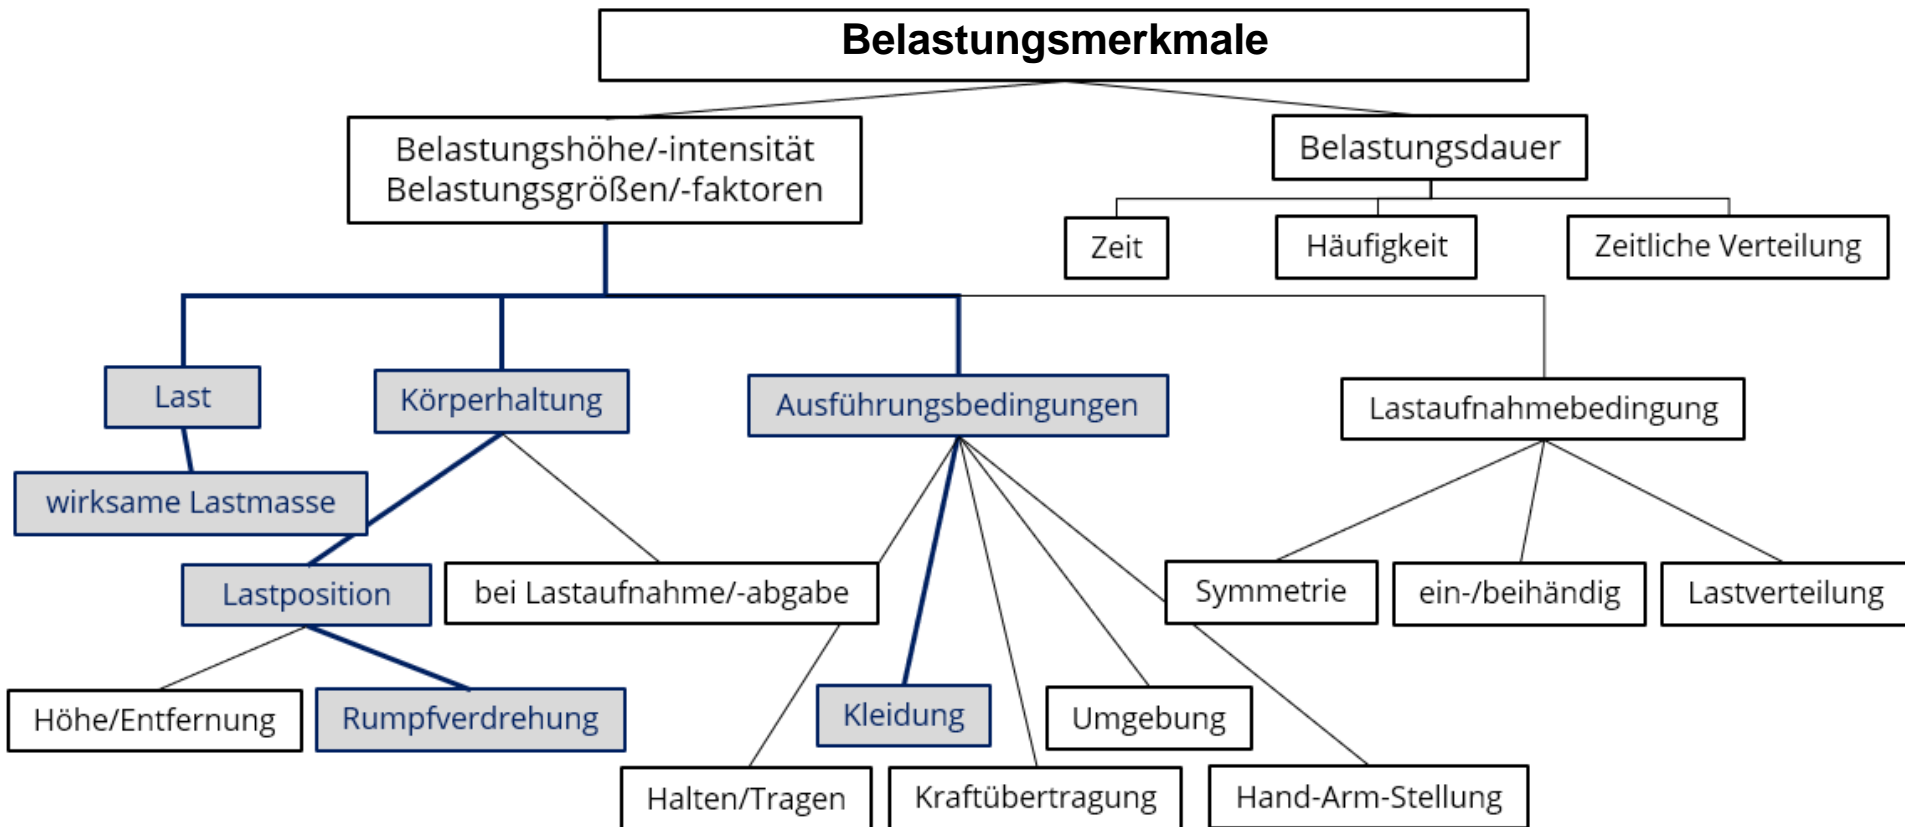 Belastungsmerkmale
Belastungshöhe/-intensität
Belastungsgrößen/-faktoren
Belastungsdauer
Zeit
Häufigkeit
Zeitliche Verteilung
Last
Körperhaltung
Ausführungsbedingungen
Lastaufnahmebedingung
wirksame Lastmasse
Lastposition
bei Lastaufnahme/-abgabe
Symmetrie
ein-/beihändig
Lastverteilung
Höhe/Entfernung
Rumpfverdrehung
Kleidung
Umgebung
Halten/Tragen
Kraftübertragung
Hand-Arm-Stellung